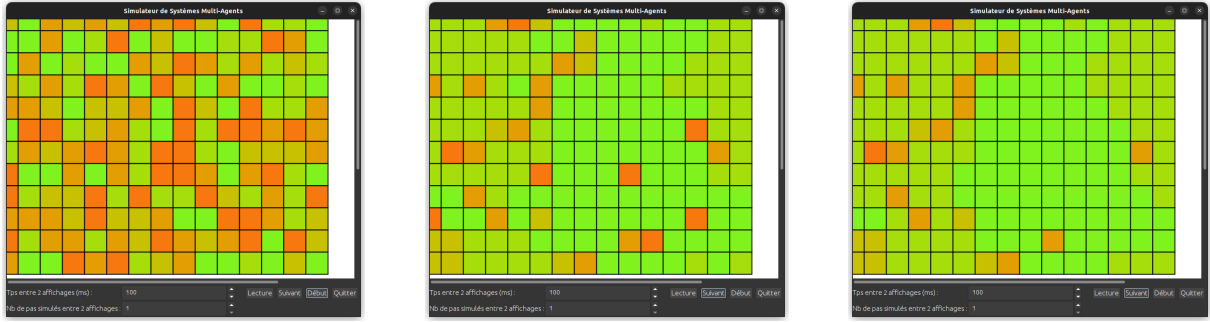 Simulateur de Systèmes Multi-Agents
Tps entre 2 affichages (ms) : 100 Lecture Suivant Début Quitter
Nb de pas simulés entre 2 affichages : 1
Simulateur de Systèmes Multi-Agents
Tps entre 2 affichages (ms) : 100 Lecture Suivant Début Quitter
Nb de pas simulés entre 2 affichages : 1
Simulateur de Systèmes Multi-Agents
Tps entre 2 affichages (ms) : 100 Lecture Suivant Début Quitter
Nb de pas simulés entre 2 affichages : 1